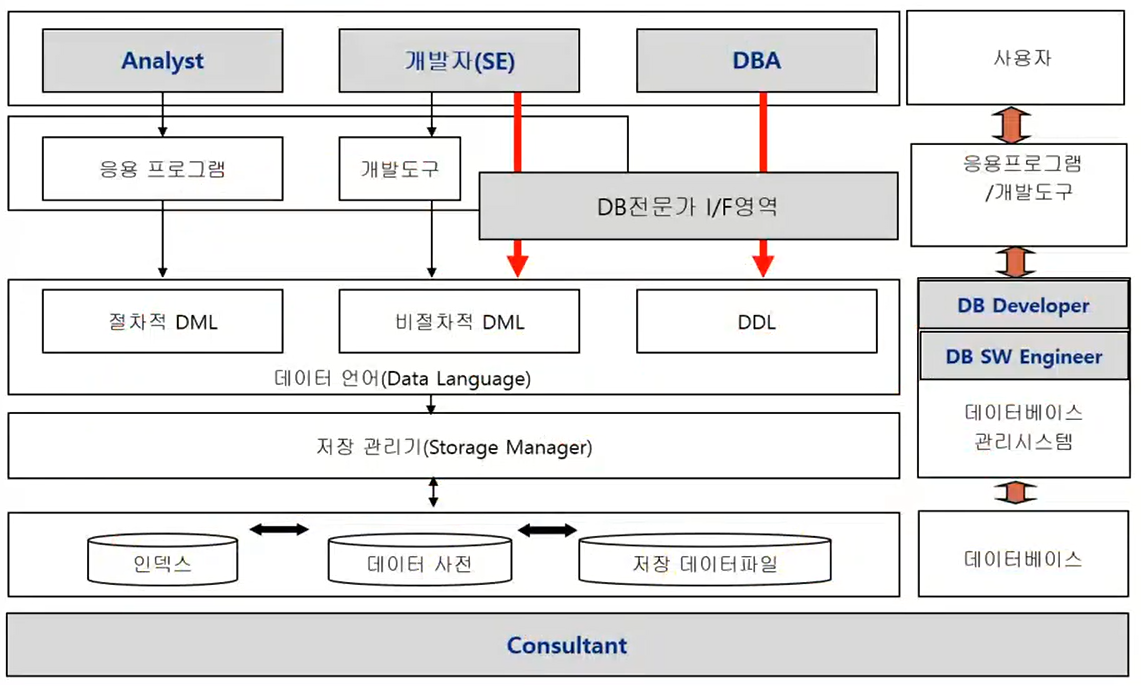 Analyst
개발자(SE)
DBA
사용자
응용 프로그램
개발도구
DB전문가 I/F영역
응용프로그램
/개발도구
절차적 DML
비절차적 DML
DDL
데이터 언어(Data Language)
DB Developer
DB SW Engineer
데이터베이스
관리시스템
저장 관리기(Storage Manager)
인덱스
데이터 사전
저장 데이터파일
데이터베이스
Consultant